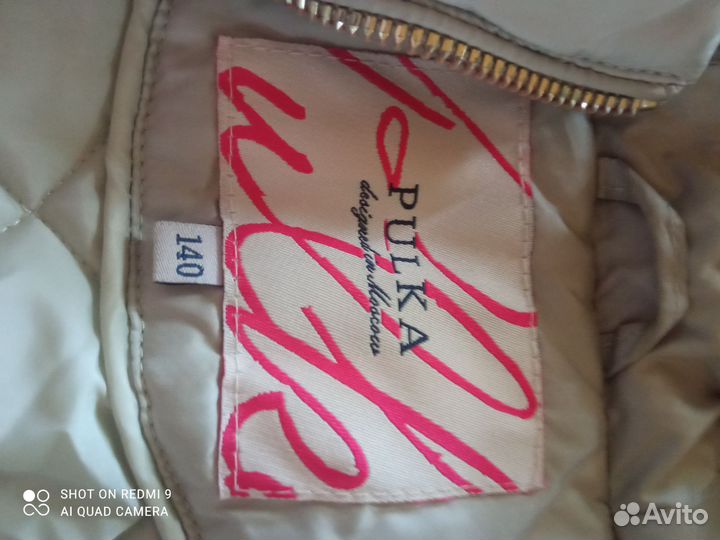 PULKA
designed in Moscow
140
SHOT ON REDMI 9
AI QUAD CAMERA
Avito